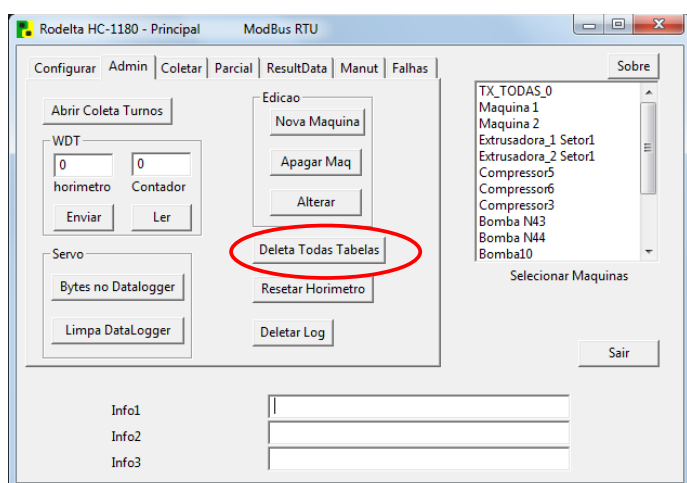 Rodelta HC-1180 - Principal ModBus RTU
Configurar Admin Coletar Parcial ResultData Manut Falhas
Sobre
Abrir Coleta Turnos
WDT
0 0
horimetro Contador
Enviar Ler
Servo
Bytes no Datalogger
Limpa DataLogger
Edicao
Nova Maquina
Apagar Maq
Alterar
Deleta Todas Tabelas
Resetar Horimetro
Deletar Log
TX_TODAS_0
Maquina 1
Maquina 2
Extrusadora_1 Setor1
Extrusadora_2 Setor1
Compressor5
Compressor6
Compressor3
Bomba N43
Bomba N44
Bomba10
Selecionar Maquinas
Sair
Info1
Info2
Info3